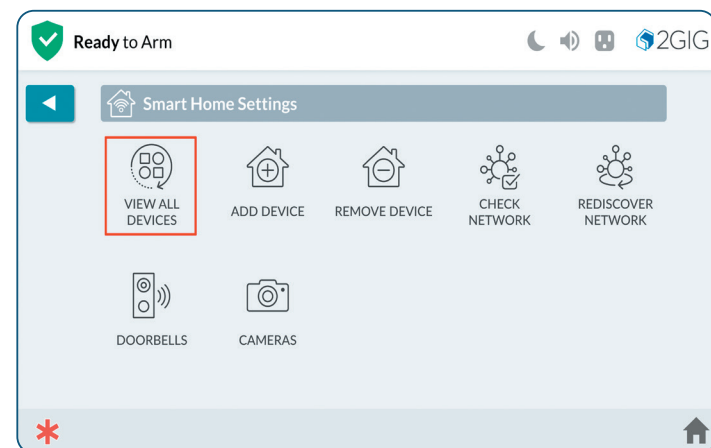 Ready to Arm
2GIG
Smart Home Settings
VIEW ALL
DEVICES
ADD DEVICE
REMOVE DEVICE
CHECK
NETWORK
REDISCOVER
NETWORK
DOORBELLS
CAMERAS